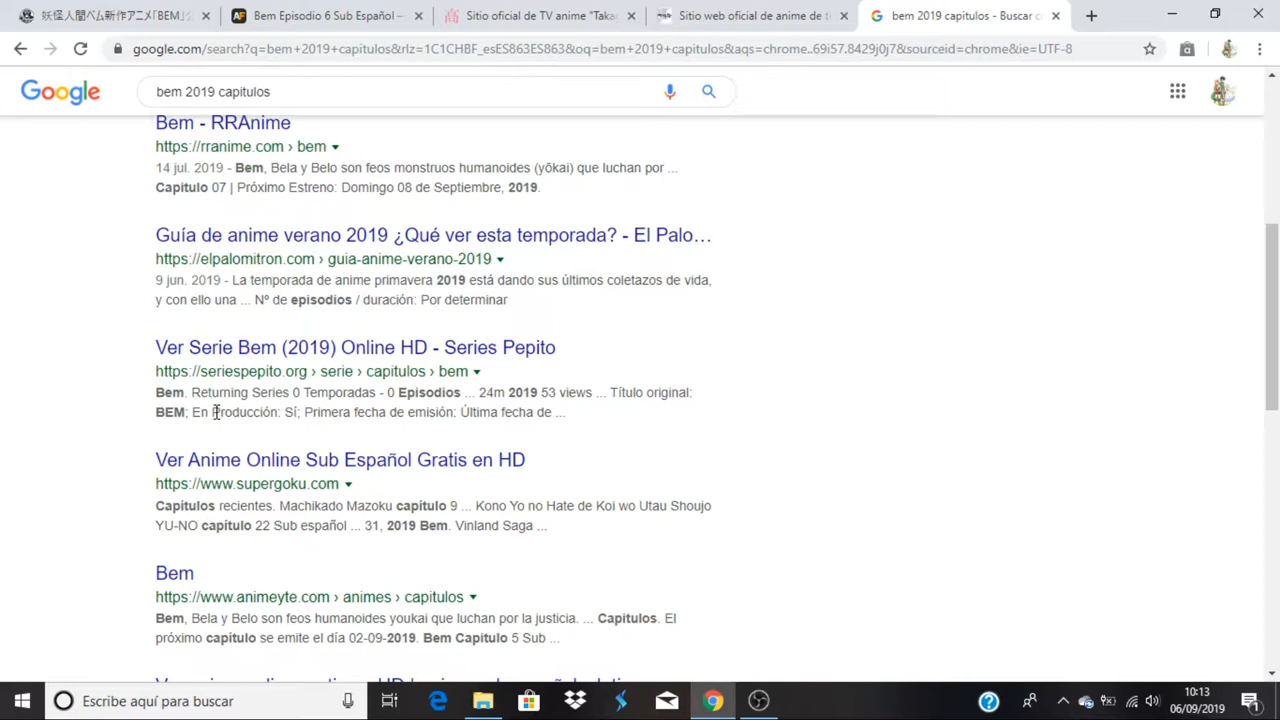 妖怪人間ベム新作アニメ「BEM」公
Bem Episodio 6 Sub Español –
Sitio oficial de TV anime "Takag
Sitio web oficial de anime de t
bem 2019 capitulos - Buscar co
google.com/search?q=bem+2019+capitulos&rlz=1C1CHBF_esES863ES863&oq=bem+2019+capitulos&aqs=chrome..69i57.8429j0j7&sourceid=chrome&ie=UTF-8
Google
bem 2019 capitulos
Bem - RRAnime
https://rranime.com › bem
14 jul. 2019 - Bem, Bela y Belo son feos monstruos humanoides (yōkai) que luchan por ...
Capitulo 07 | Próximo Estreno: Domingo 08 de Septiembre, 2019.
Guía de anime verano 2019 ¿Qué ver esta temporada? - El Palo…
https://elpalomitron.com › guia-anime-verano-2019
9 jun. 2019 - La temporada de anime primavera 2019 está dando sus últimos coletazos de vida,
y con ello una ... Nº de episodios / duración: Por determinar
Ver Serie Bem (2019) Online HD - Series Pepito
https://seriespepito.org › serie › capitulos › bem
Bem. Returning Series 0 Temporadas - 0 Episodios ... 24m 2019 53 views ... Título original:
BEM; En Producción: Sí; Primera fecha de emisión: Última fecha de ...
Ver Anime Online Sub Español Gratis en HD
https://www.supergoku.com
Capítulos recientes. Machikado Mazoku capítulo 9 ... Kono Yo no Hate de Koi wo Utau Shoujo
YU-NO capítulo 22 Sub español ... 31, 2019 Bem. Vinland Saga ...
Bem
https://www.animeyte.com › animes › capitulos
Bem, Bela y Belo son feos humanoides youkai que luchan por la justicia. ... Capitulos. El
próximo capítulo se emite el día 02-09-2019. Bem Capitulo 5 Sub ...
Escribe aquí para buscar
10:13
06/09/2019
1